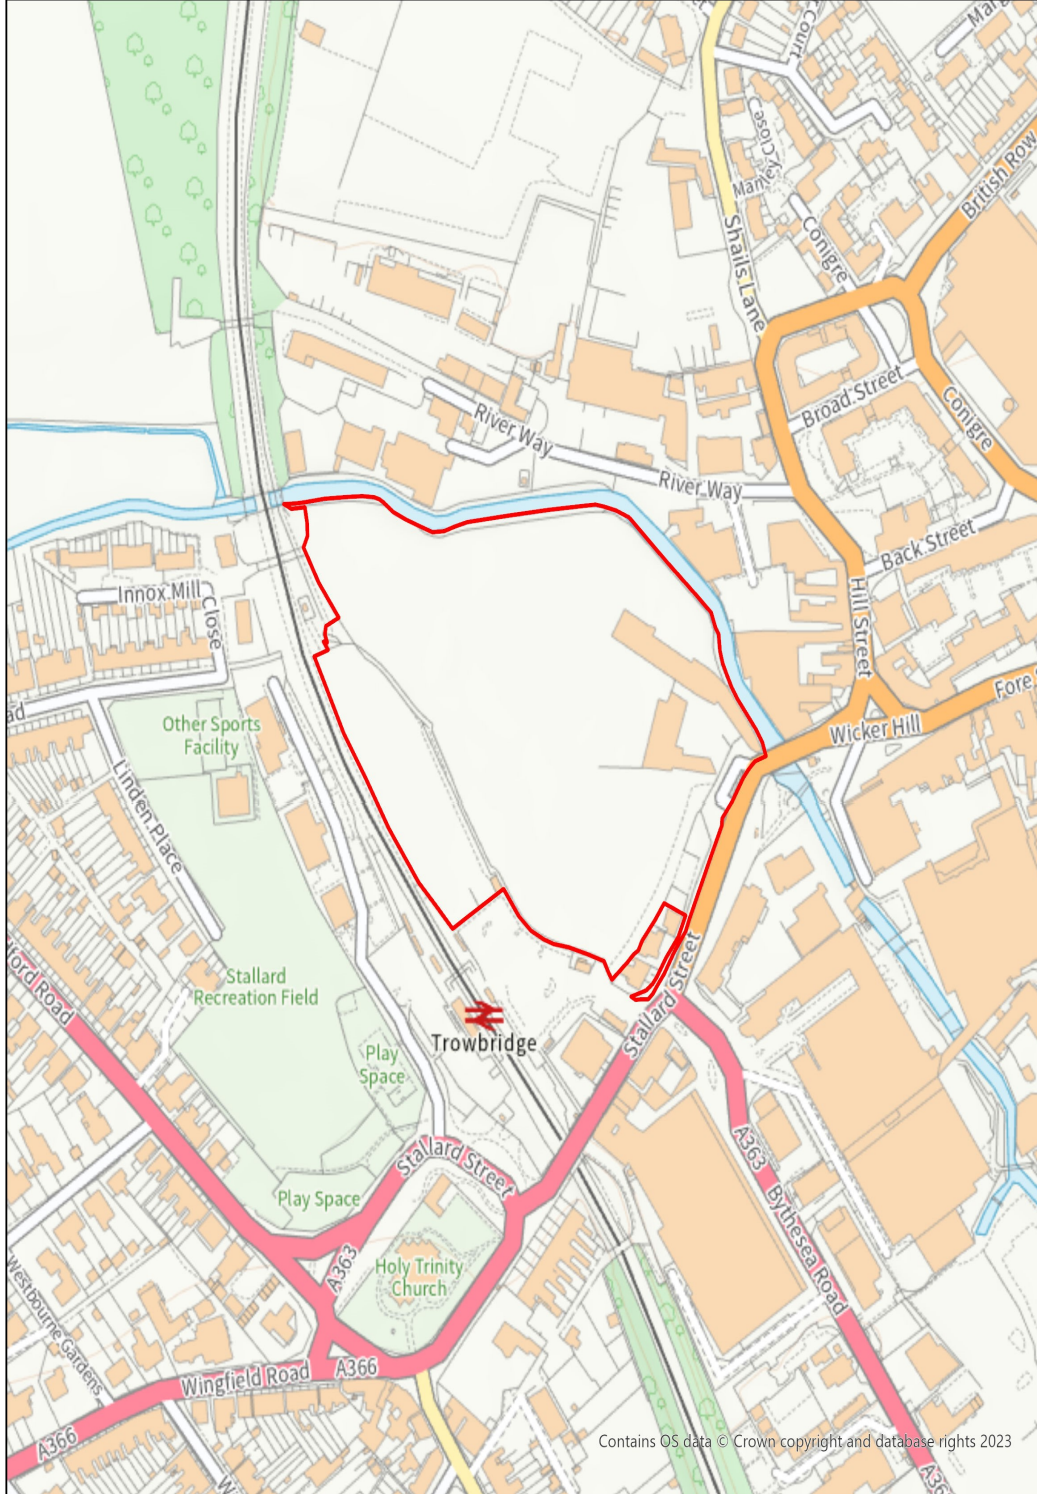 Court
Manley Close
British Row
Shails Lane
Conigre
Broad Street
Conigre
River Way
River Way
Back Street
Innox Mill
Close
Hill Street
Fore
Wicker Hill
Other Sports
Facility
Linden Place
Stallard
Recreation Field
Stallard Street
Trowbridge
Play
Space
Stallard Street
A363
Play Space
A363
Bythesea Road
Holy Trinity
Church
Westbourne Gardens
Wingfield Road
A366
A366
Contains OS data © Crown copyright and database rights 2023